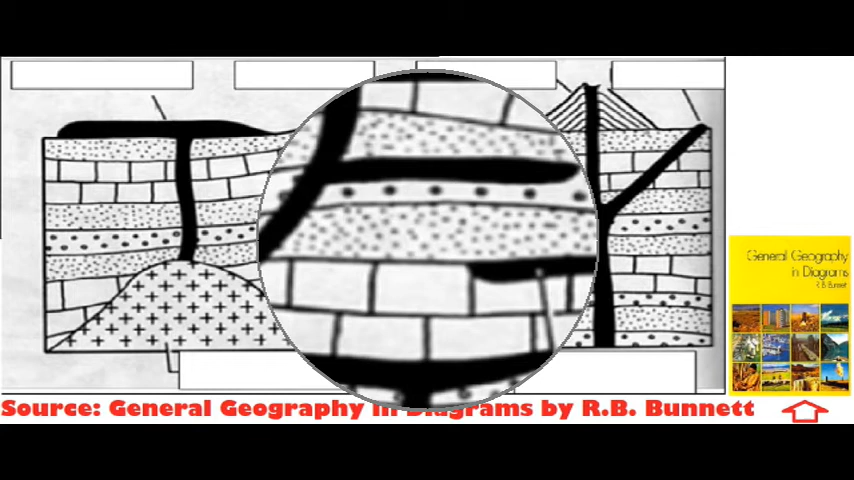 General Geography
in Diagrams
R.B. Bunnett
Source: General Geography in Diagrams by R.B. Bunnett